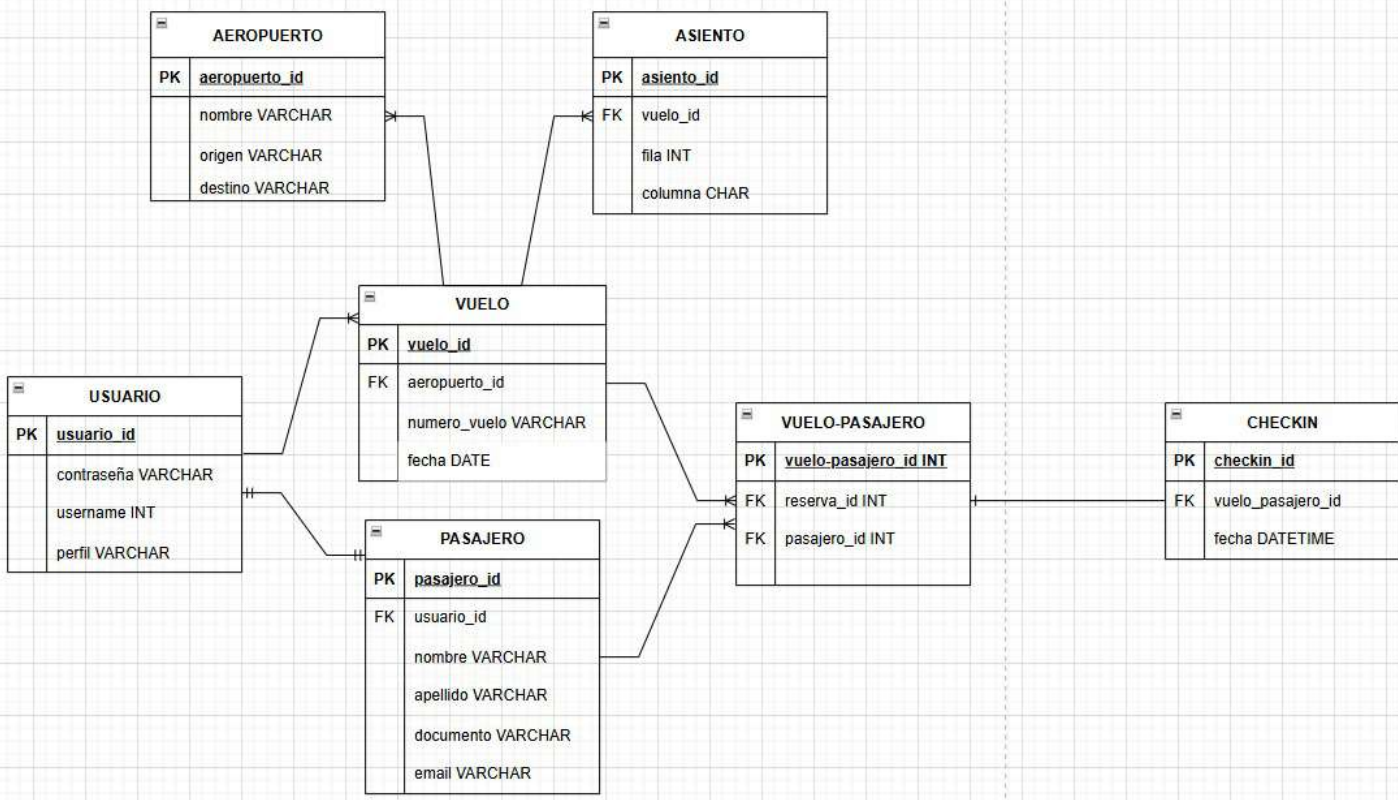 AEROPUERTO
PK aeropuerto_id
nombre VARCHAR
origen VARCHAR
destino VARCHAR
ASIENTO
PK asiento_id
FK vuelo_id
fila INT
columna CHAR
VUELO
PK vuelo_id
FK aeropuerto_id
numero_vuelo VARCHAR
fecha DATE
USUARIO
PK usuario_id
contraseña VARCHAR
username INT
perfil VARCHAR
PASAJERO
PK pasajero_id
FK usuario_id
nombre VARCHAR
apellido VARCHAR
documento VARCHAR
email VARCHAR
VUELO-PASAJERO
PK vuelo-pasajero_id INT
FK reserva_id INT
FK pasajero_id INT
CHECKIN
PK checkin_id
FK vuelo_pasajero_id
fecha DATETIME